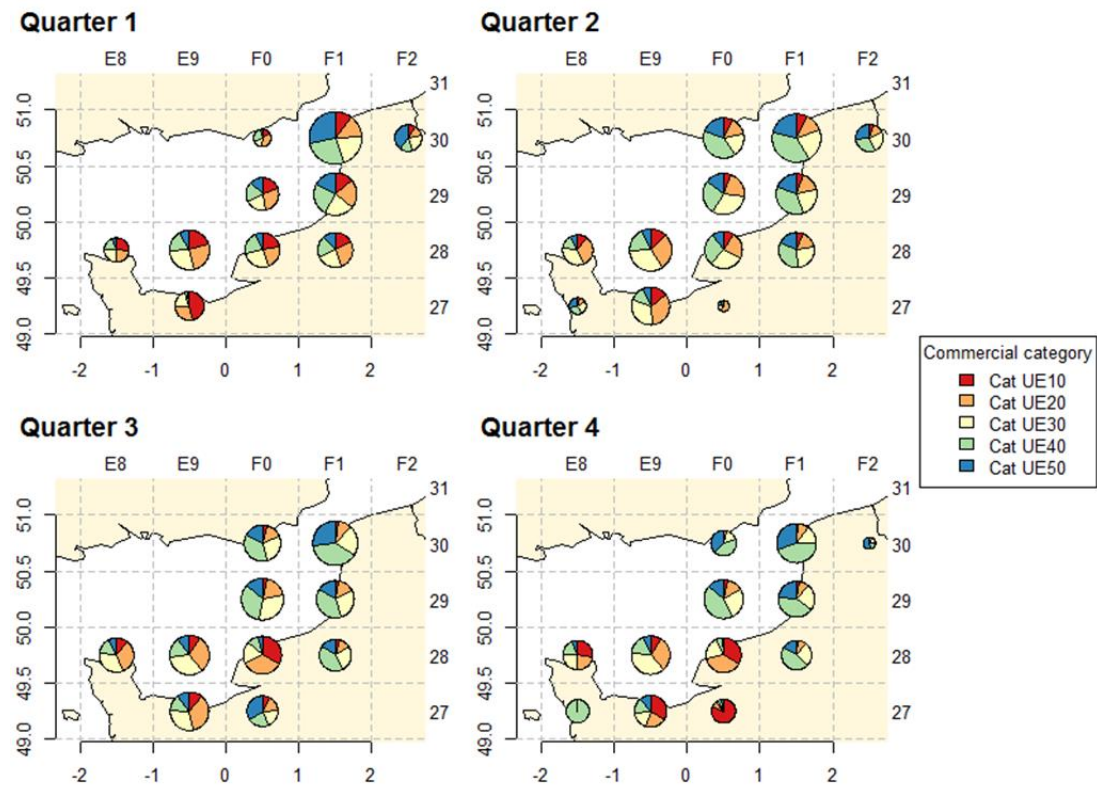 Quarter 1
E8 E9 F0 F1 F2
51.0 50.5 50.0 49.5 49.0
31 30 29 28 27
-2 -1 0 1 2
Quarter 2
E8 E9 F0 F1 F2
51.0 50.5 50.0 49.5 49.0
31 30 29 28 27
-2 -1 0 1 2
Commercial category
Cat UE10
Cat UE20
Cat UE30
Cat UE40
Cat UE50
Quarter 3
E8 E9 F0 F1 F2
51.0 50.5 50.0 49.5 49.0
31 30 29 28 27
-2 -1 0 1 2
Quarter 4
E8 E9 F0 F1 F2
51.0 50.5 50.0 49.5 49.0
31 30 29 28 27
-2 -1 0 1 2